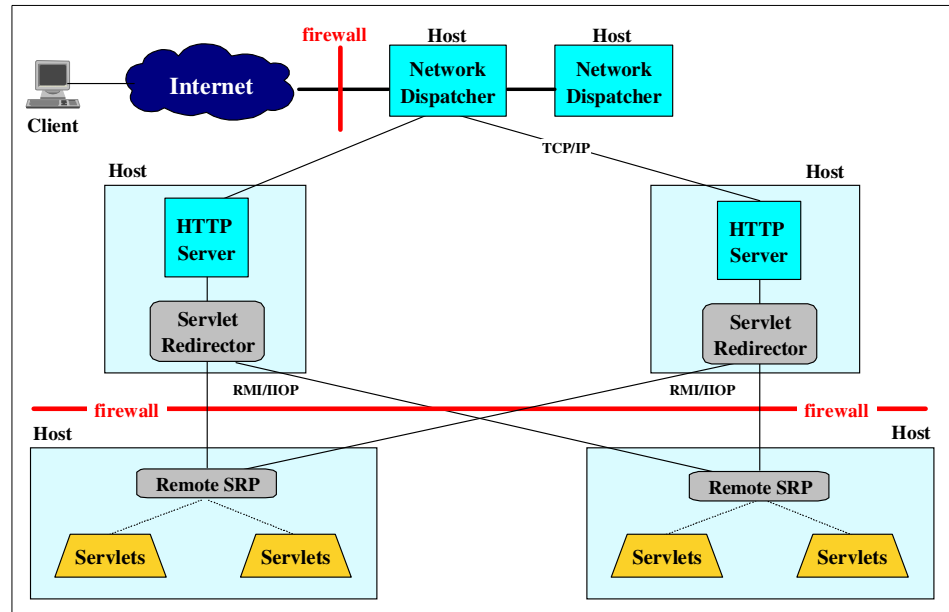 firewall
Host
Host
Internet
Network
Dispatcher
Network
Dispatcher
Client
TCP/IP
Host
Host
HTTP
Server
HTTP
Server
Servlet
Redirector
Servlet
Redirector
RMI/IIOP
RMI/IIOP
firewall
firewall
Host
Host
Remote SRP
Remote SRP
Servlets
Servlets
Servlets
Servlets